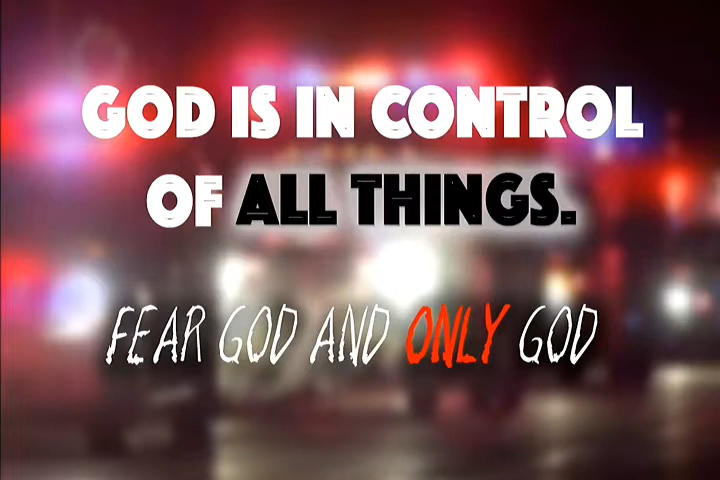 GOD IS IN CONTROL
OF ALL THINGS.
FEAR GOD AND ONLY GOD